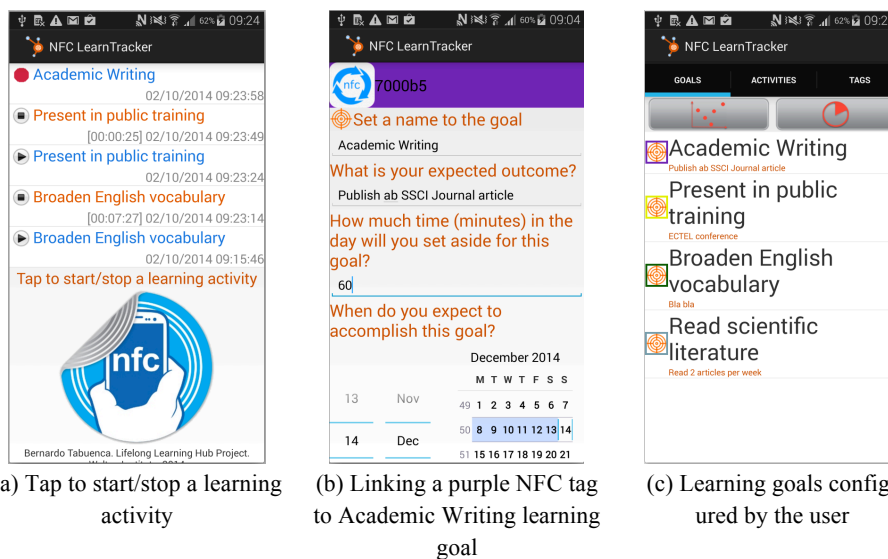 62% 09:24
NFC LearnTracker
Academic Writing
02/10/2014 09:23:58
Present in public training
[00:00:25] 02/10/2014 09:23:49
Present in public training
02/10/2014 09:23:24
Broaden English vocabulary
[00:07:27] 02/10/2014 09:23:14
Broaden English vocabulary
02/10/2014 09:15:46
Tap to start/stop a learning activity
nfc
Bernardo Tabuenca. Lifelong Learning Hub Project.
a) Tap to start/stop a learning
activity
60% 09:04
NFC LearnTracker
nfc 7000b5
Set a name to the goal
Academic Writing
What is your expected outcome?
Publish ab SSCI Journal article
How much time (minutes) in the
day will you set aside for this
goal?
60
When do you expect to
accomplish this goal?
December 2014
M T W T F S S
13 Nov
49 1 2 3 4 5 6 7
50 8 9 10 11 12 13 14
14 Dec
51 15 16 17 18 19 20 21
(b) Linking a purple NFC tag
to Academic Writing learning
goal
62% 09:2
NFC LearnTracker
GOALS ACTIVITIES TAGS
Academic Writing
Publish ab SSCI Journal article
Present in public
training
ECTEL conference
Broaden English
vocabulary
Bla bla
Read scientific
literature
Read 2 articles per week
(c) Learning goals config
ured by the user